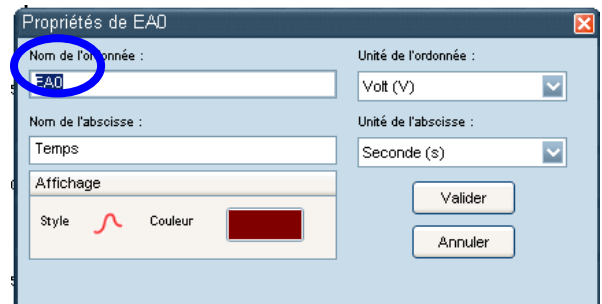 Propriétés de EA0
Nom de l'ordonnée :
Unité de l'ordonnée :
EA0
Volt (V)
Nom de l'abscisse :
Unité de l'abscisse :
Temps
Seconde (s)
Affichage
Style
Couleur
Valider
Annuler